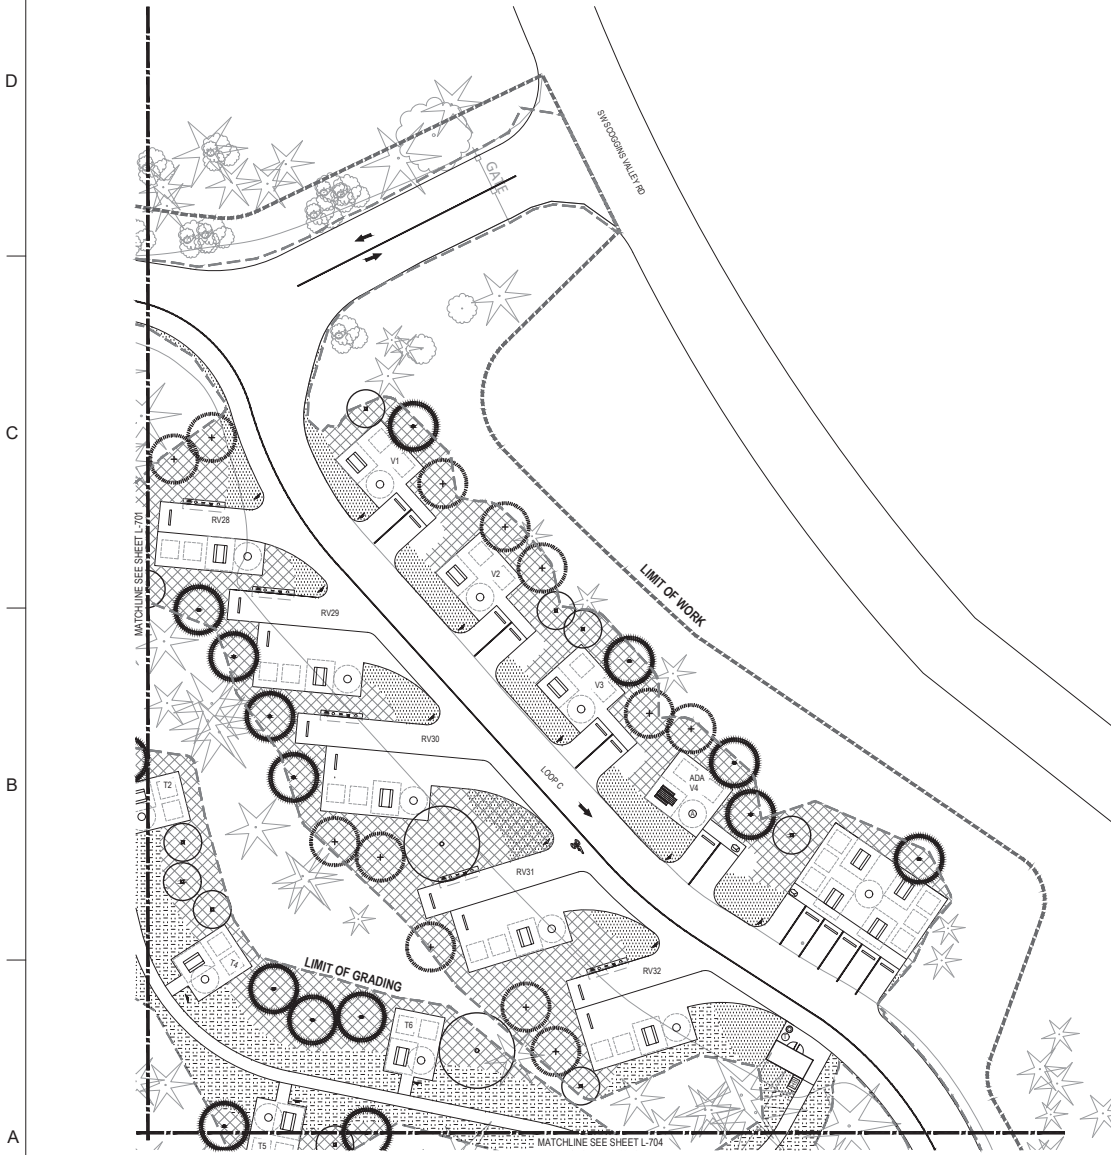 D
SW SCOGGINS VALLEY RD
GATE
C
V1
MATCHLINE SEE SHEET L-701
RV28
V2
LIMIT OF WORK
RV29
V3
RV30
LOOP C
ADA
V4
B
T2
RV31
T4
LIMIT OF GRADING
RV32
T6
A
T5
MATCHLINE SEE SHEET L-704